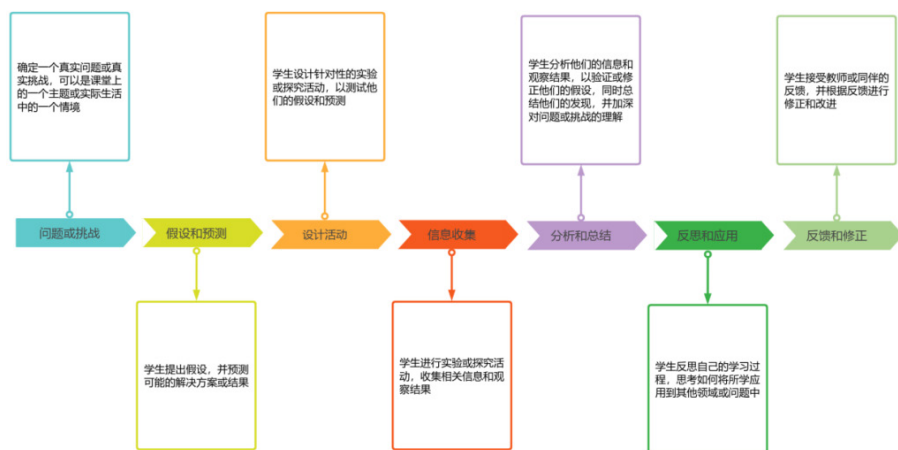 确定一个真实问题或真
实挑战，可以是课堂上
的一个主题或实际生活
中的一个情境
学生设计针对性的实验
或探究活动，以测试他
们的假设和预测
学生分析他们的信息和
观察结果，以验证或修
正他们的假设，同时总
结他们的发现，并加深
对问题或挑战的理解
学生接受教师或同伴的
反馈，并根据反馈进行
修正和改进
问题或挑战
假设和预测
设计活动
信息收集
分析和总结
反思和应用
反馈和修正
学生提出假设，并预测
可能的解决方案或结果
学生进行实验或探究活
动，收集相关信息和观
察结果
学生反思自己的学习过
程，思考如何将所学应
用到其他领域或问题中